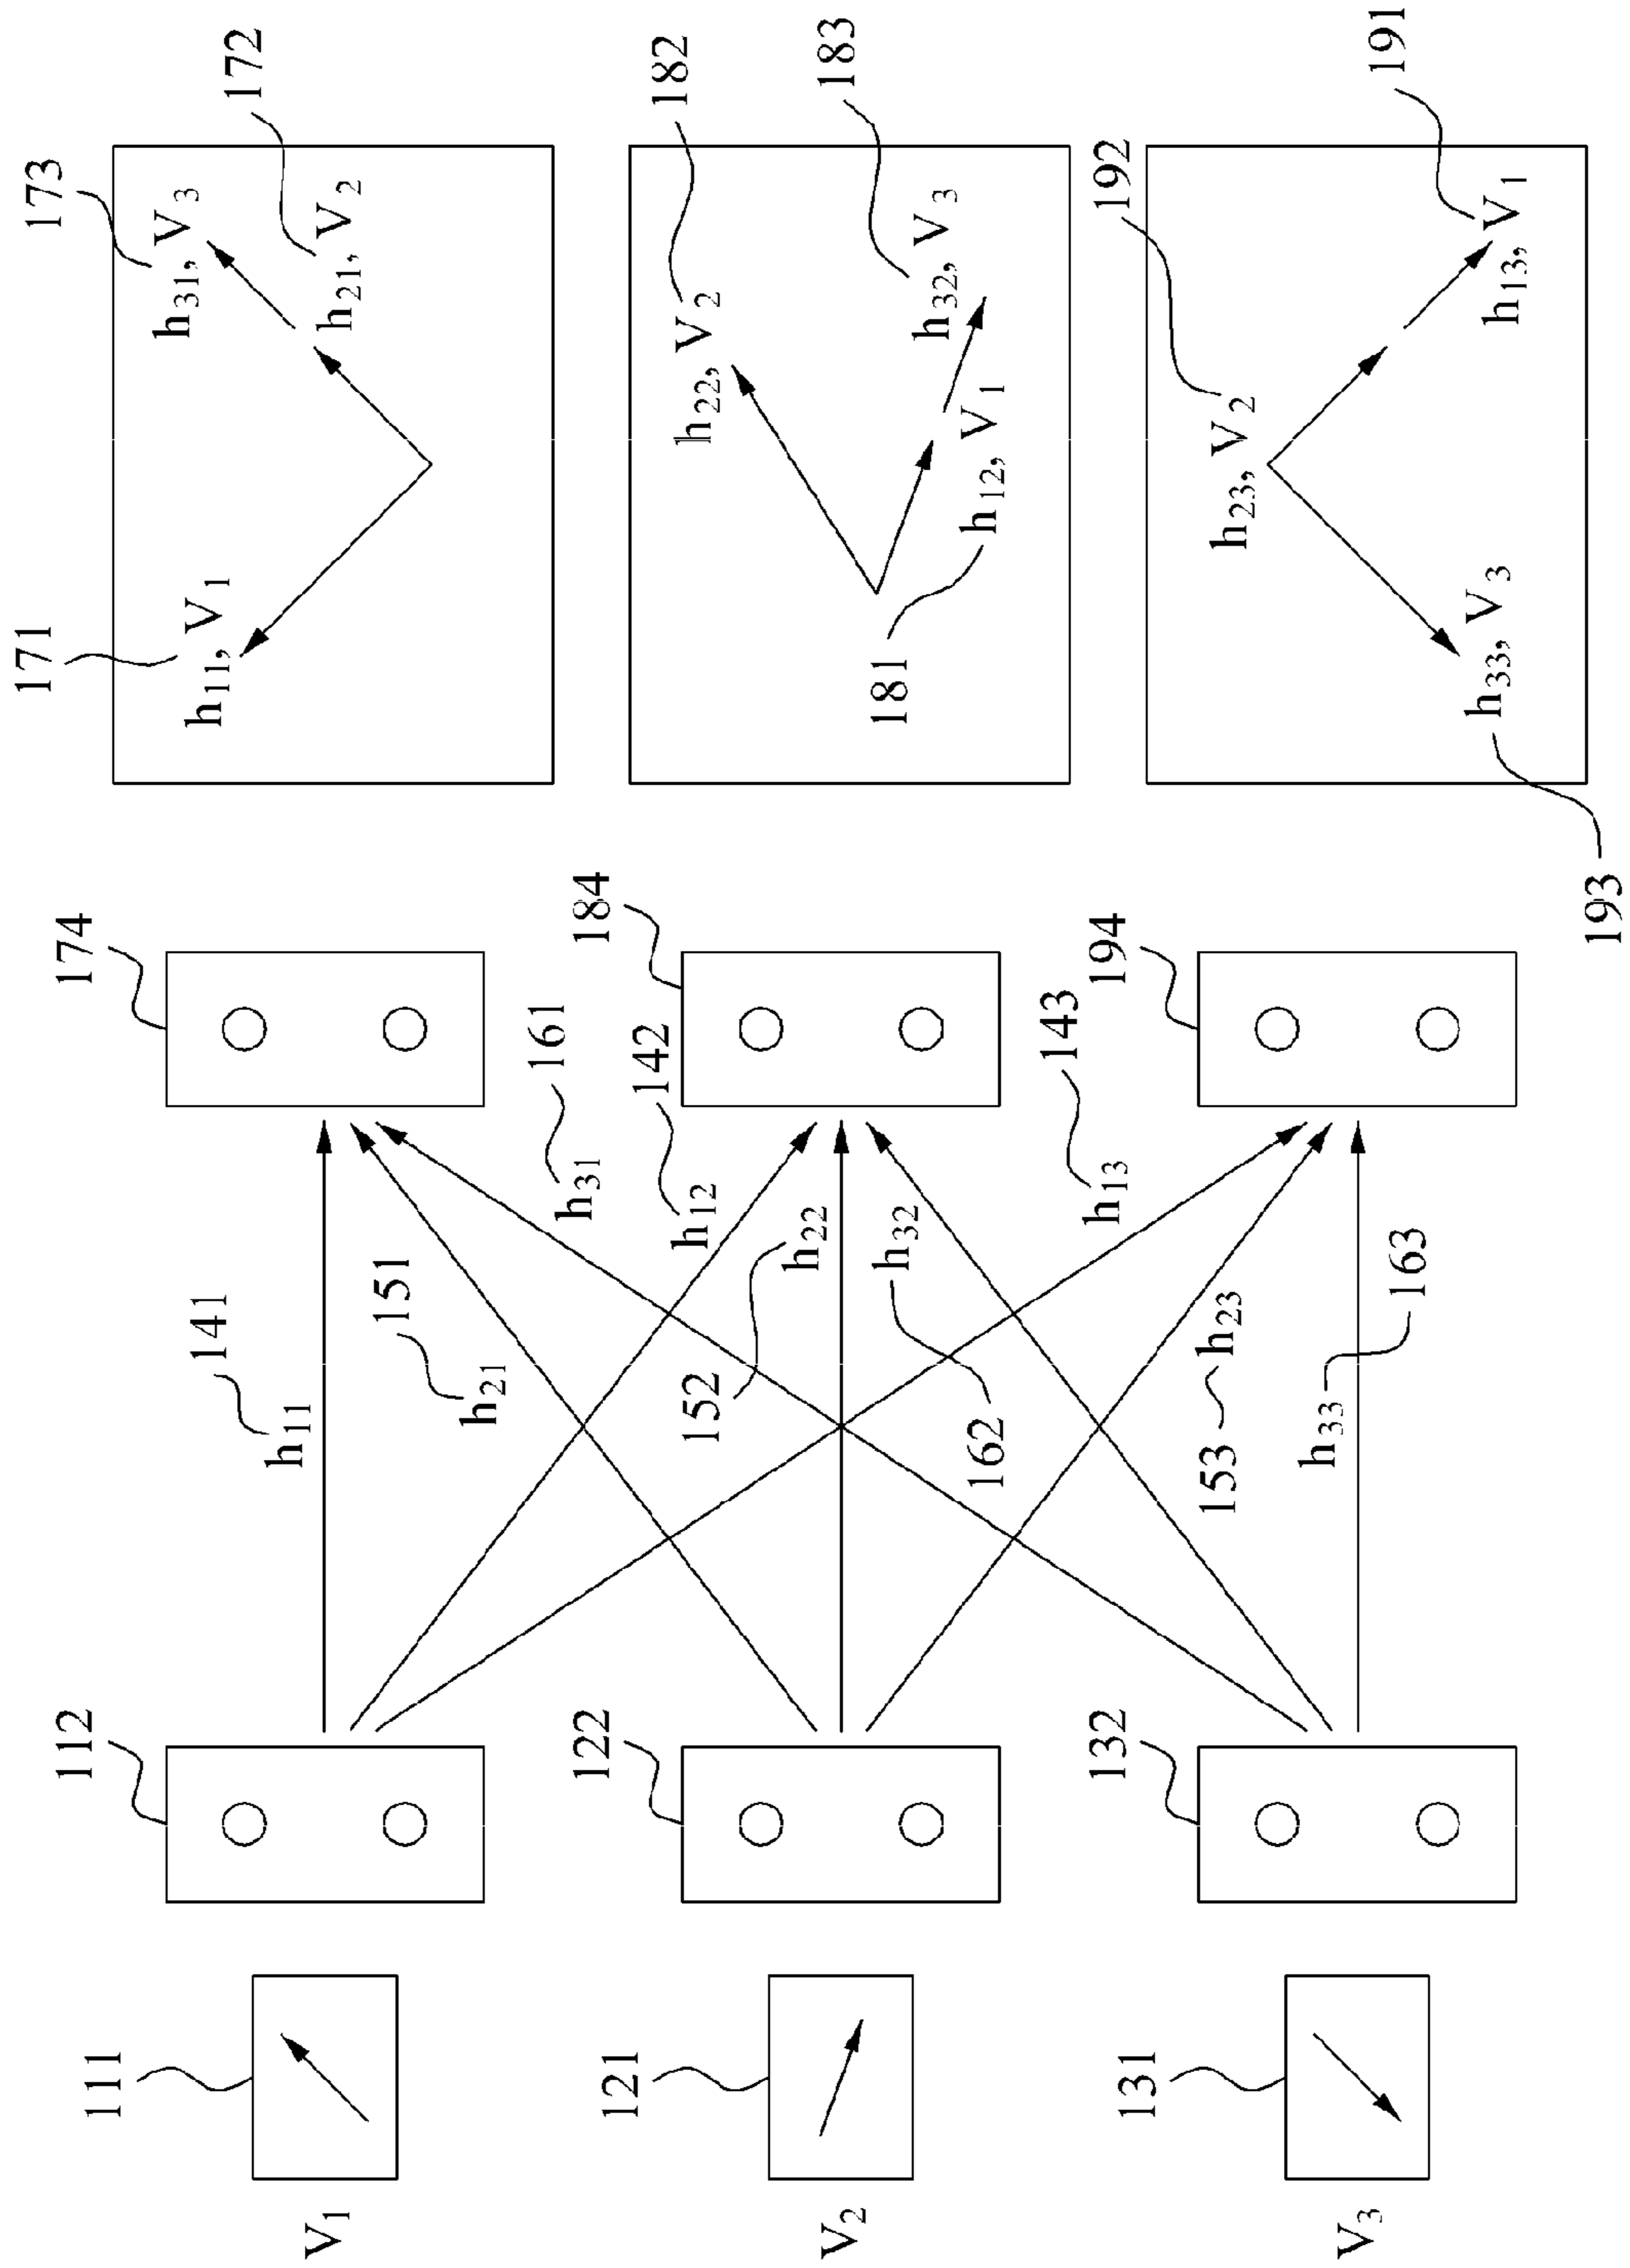 V1
111
112
h11
141
h21
151
h31
161
174
171
h11, V1
173
h31, V3
172
h21, V2
V2
121
122
h12
142
152
h22
162
h32
184
182
h22, V2
183
h32, V3
181
h12, V1
V3
131
132
h13
143
153
h23
h33
163
194
192
h23, V2
191
h13, V1
193
h33, V3